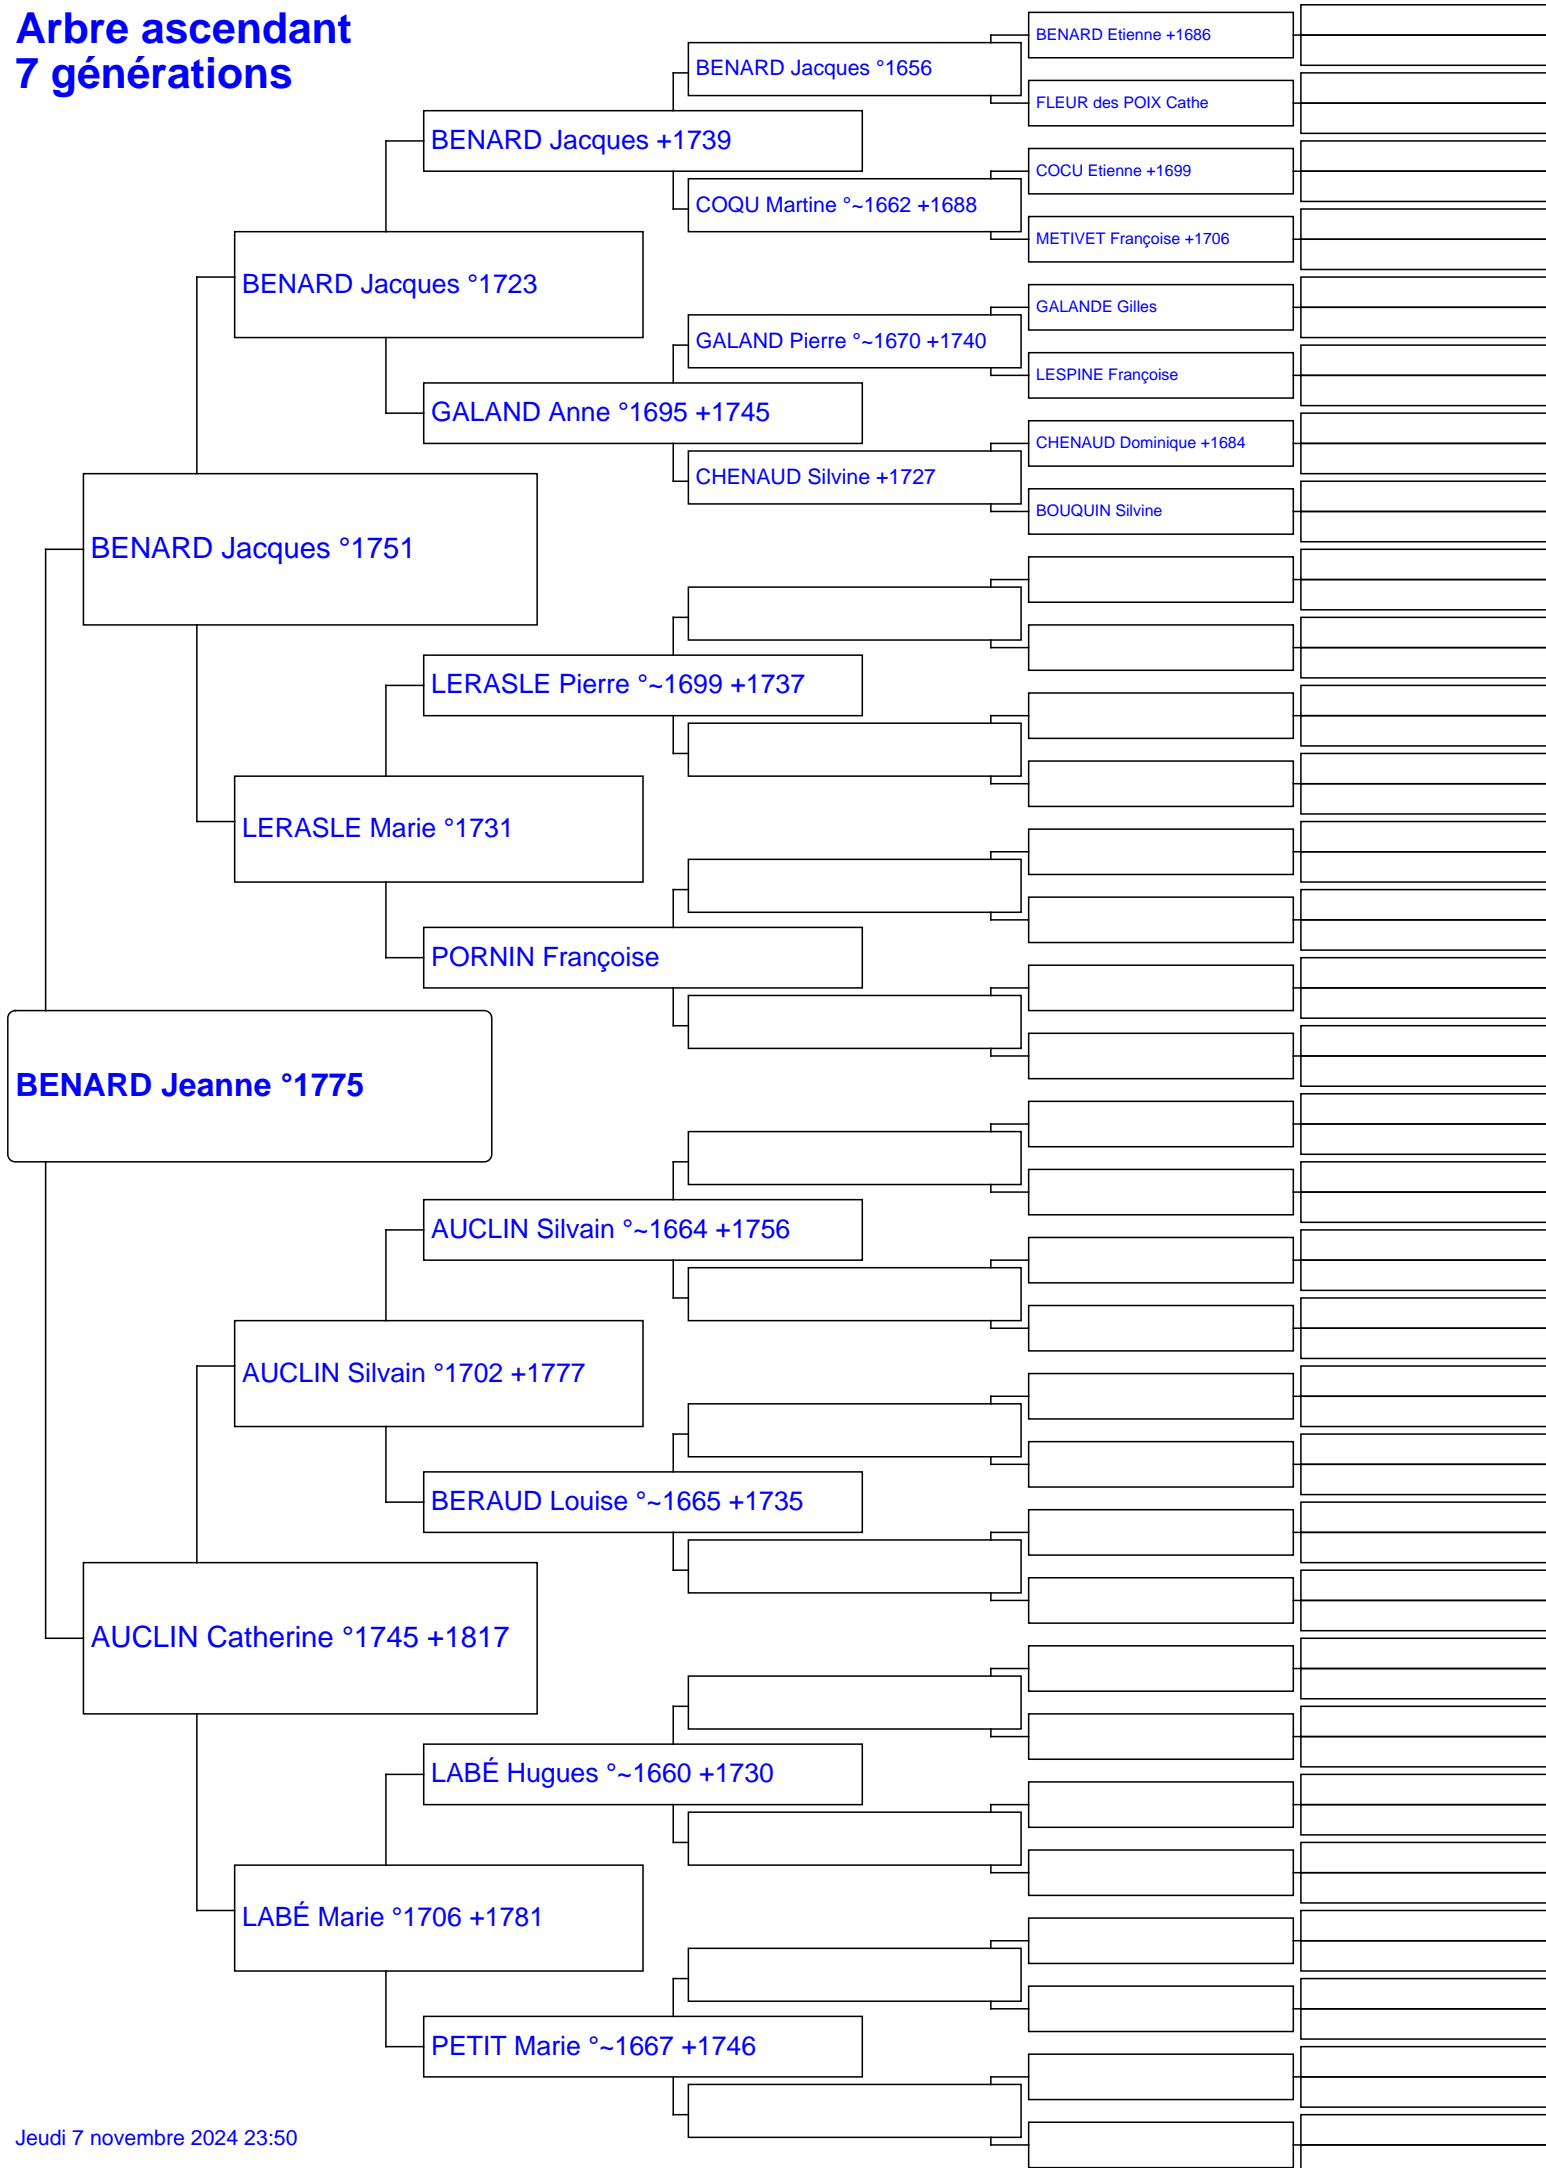 Arbre ascendant
7 générations
BENARD Etienne +1686
BENARD Jacques °1656
FLEUR des POIX Cathe
BENARD Jacques +1739
COCU Etienne +1699
COQU Martine °~1662 +1688
METIVET Françoise +1706
BENARD Jacques °1723
GALANDE Gilles
GALAND Pierre °~1670 +1740
LESPINE Françoise
GALAND Anne °1695 +1745
CHENAUD Dominique +1684
CHENAUD Silvine +1727
BOUQUIN Silvine
BENARD Jacques °1751
LERASLE Pierre °~1699 +1737
LERASLE Marie °1731
PORNIN Françoise
BENARD Jeanne °1775
AUCLIN Silvain °~1664 +1756
AUCLIN Silvain °1702 +1777
BERAUD Louise °~1665 +1735
AUCLIN Catherine °1745 +1817
LABÉ Hugues °~1660 +1730
LABÉ Marie °1706 +1781
PETIT Marie °~1667 +1746
Jeudi 7 novembre 2024 23:50